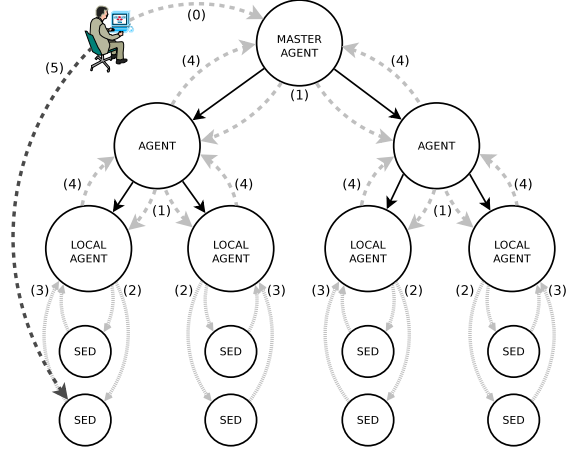 (0)
MASTER
AGENT
(4)
(4)
(5)
(1)
AGENT
AGENT
(4)
(4)
(4)
(4)
(1)
(1)
LOCAL
AGENT
LOCAL
AGENT
LOCAL
AGENT
LOCAL
AGENT
(3)
(2)
(2)
(3)
(3)
(2)
(2)
(3)
SED
SED
SED
SED
SED
SED
SED
SED